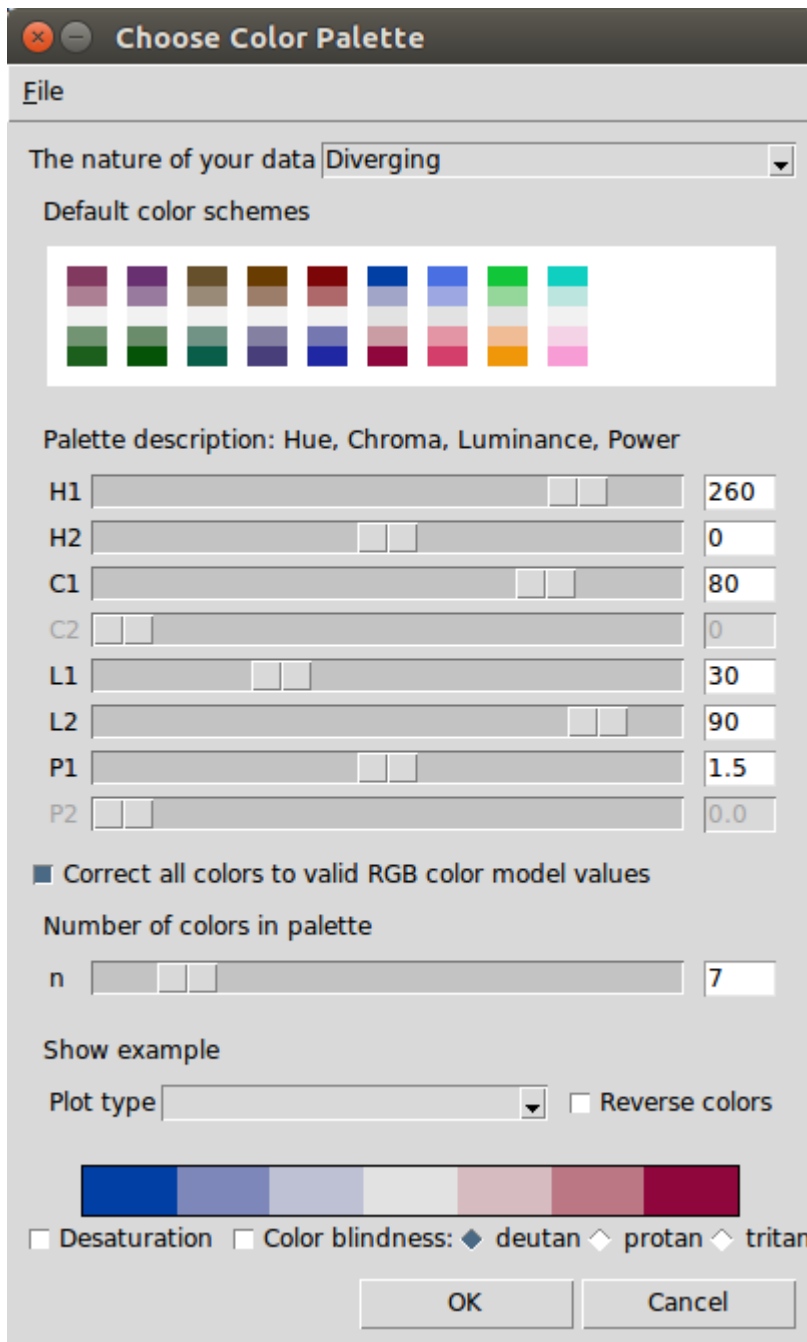 Choose Color Palette
File
The nature of your data Diverging
Default color schemes
Palette description: Hue, Chroma, Luminance, Power
H1 260
H2 0
C1 80
C2 0
L1 30
L2 90
P1 1.5
P2 0.0
Correct all colors to valid RGB color model values
Number of colors in palette
n 7
Show example
Plot type Reverse colors
Desaturation Color blindness: deutan protan tritan
OK Cancel